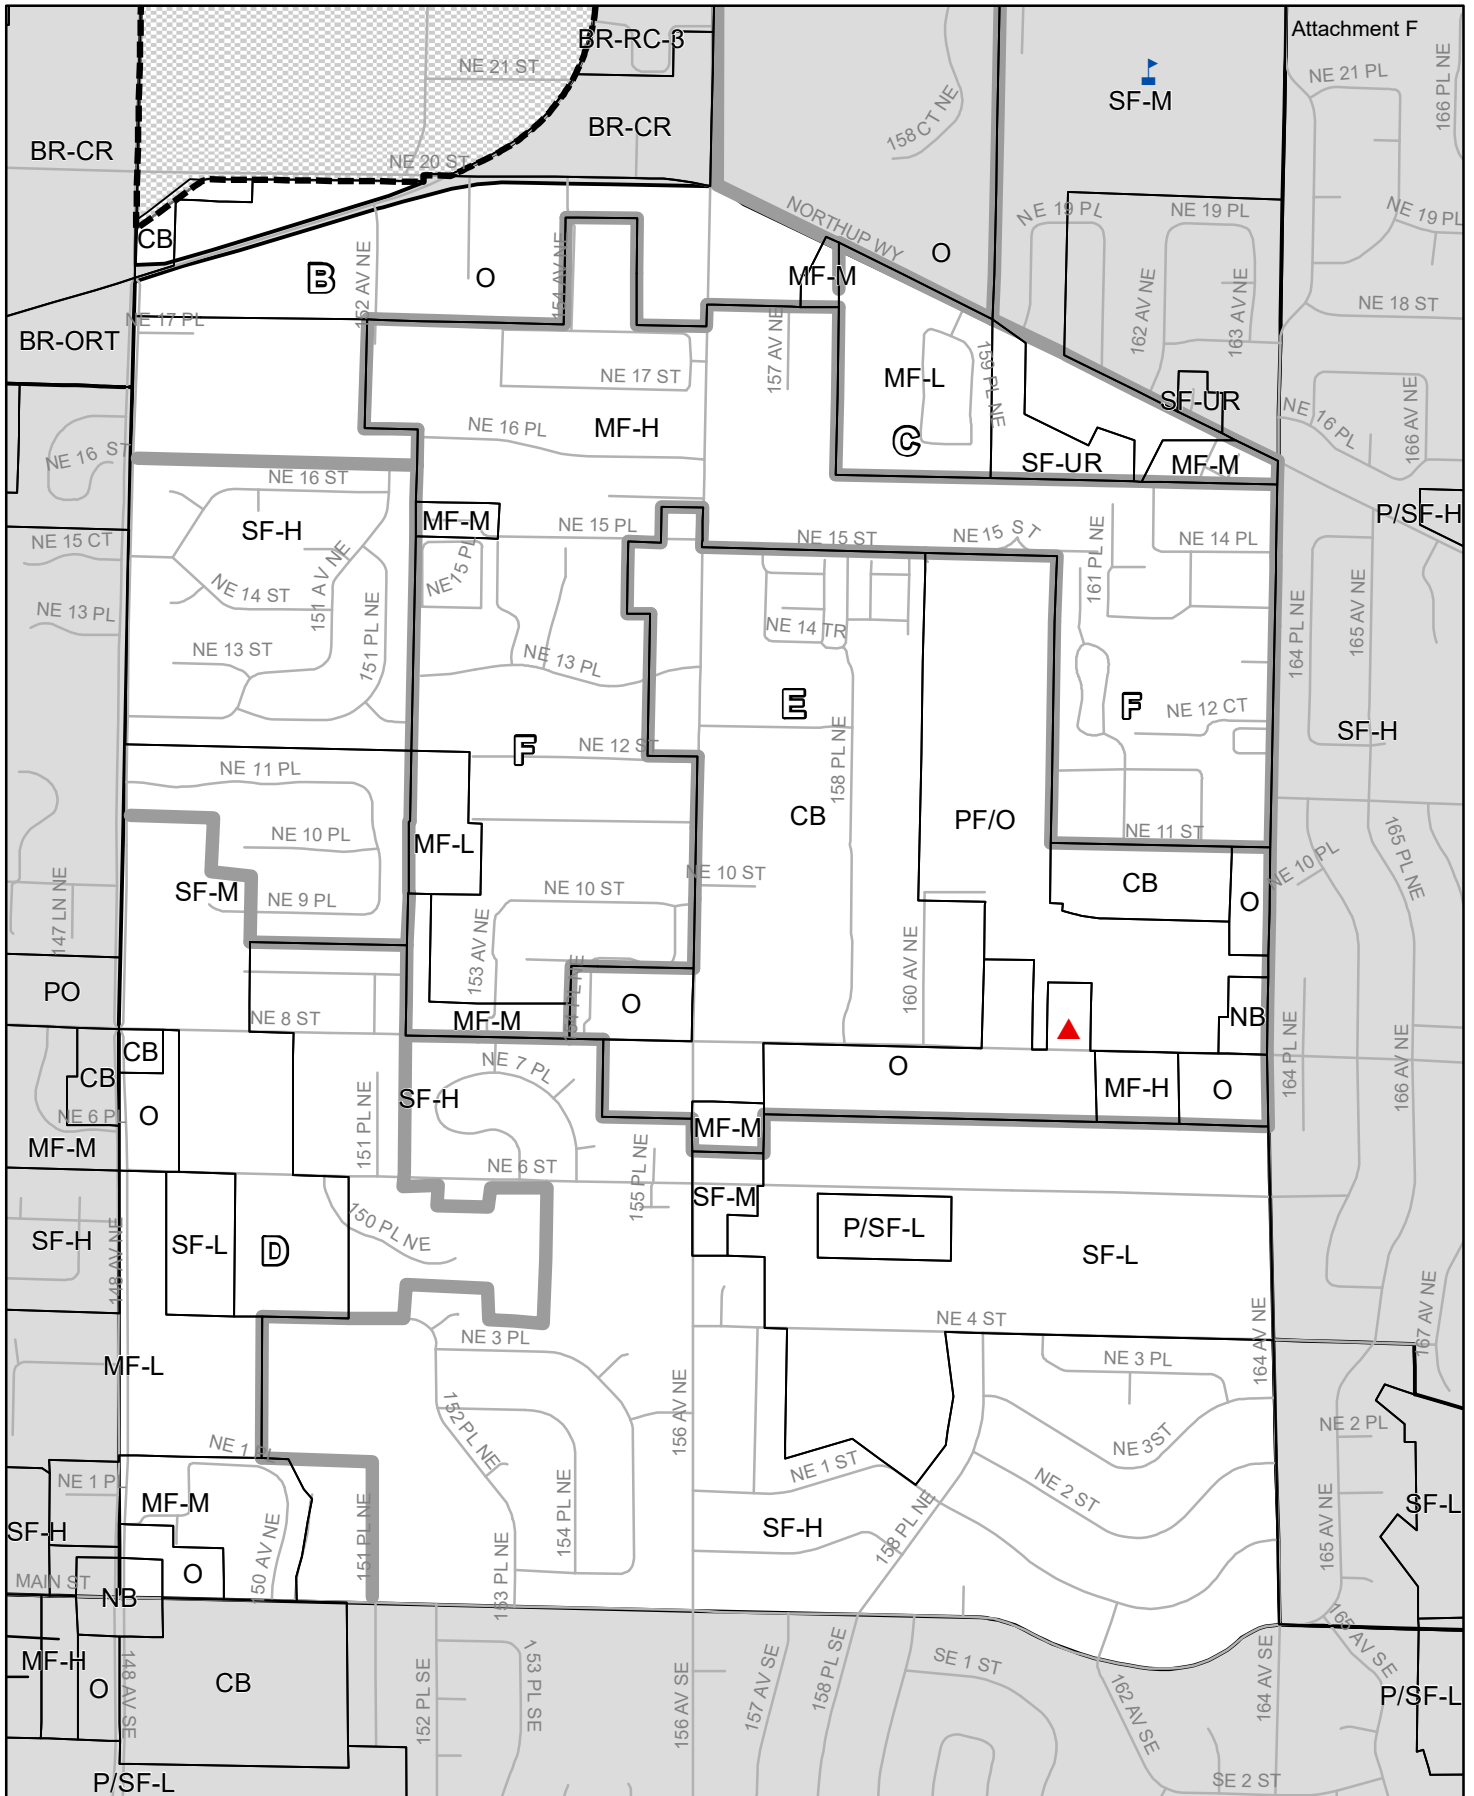 Attachment F
BR-RC-3
NE 21 ST
SF-M
NE 21 PL
166 PL NE
158 CT NE
BR-CR
BR-CR
NE 20 ST
NORTHUP WY
NE 19 PL
NE 19 PL
NE 19 PL
CB
B
152 AV NE
O
154 AV NE
O
MF-M
162 AV NE
163 AV NE
NE 18 ST
NE 17 PL
BR-ORT
157 AV NE
159 PL NE
NE 17 ST
MF-L
SF-UR
NE 16 PL
166 AV NE
NE 16 PL
MF-H
C
NE 16 ST
SF-UR
MF-M
NE 16 ST
SF-H
MF-M
NE 15 PL
NE 15 ST
NE 15 ST
NE 14 PL
P/SF-H
NE 15 CT
151 AV NE
NE 15 PL
161 PL NE
NE 14 ST
NE 13 PL
151 PL NE
NE 14 TR
164 PL NE
165 AV NE
NE 13 ST
NE 13 PL
E
F
NE 12 CT
F
NE 12 ST
158 PL NE
SF-H
NE 11 PL
CB
PF/O
NE 11 ST
NE 10 PL
MF-L
165 PL NE
NE 10 PL
SF-M
NE 9 PL
NE 10 ST
NE 10 ST
CB
O
147 LN NE
153 AV NE
160 AV NE
PO
O
NE 8 ST
MF-M
NB
164 PL NE
166 AV NE
CB
CB
NE 7 PL
O
MF-H
O
NE 6 PL
O
SF-H
151 PL NE
MF-M
MF-M
NE 6 ST
155 PL NE
SF-M
P/SF-L
SF-H
148 AV NE
SF-L
D
150 PL NE
SF-L
NE 4 ST
NE 3 PL
164 AV NE
167 AV NE
MF-L
NE 3 PL
156 AV NE
152 PL NE
NE 3ST
NE 2 PL
NE 1 PL
NE 1 ST
NE 2 ST
NE 1
MF-M
SF-H
SF-H
158 PL NE
165 AV NE
SF-L
150 AV NE
151 PL NE
153 PL NE
154 PL NE
O
MAIN ST
NB
MF-H
O
148 AV SE
CB
152 PL SE
153 PL SE
156 AV SE
157 AV SE
158 PL SE
SE 1 ST
162 AV SE
164 AV SE
165 AV SE
P/SF-L
P/SF-L
SE 2 ST